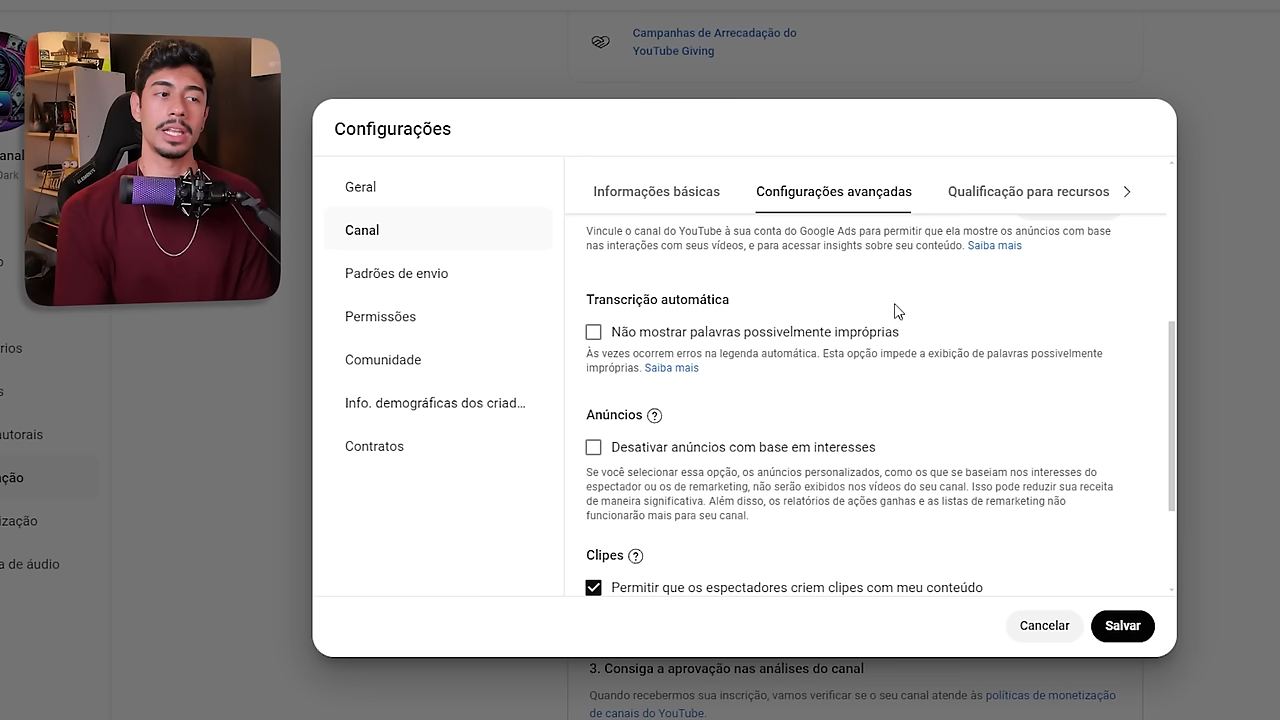 Campanhas de Arrecadação do
YouTube Giving
anal
Dark
o
rios
s
autorais
ação
ização
a de áudio
ELEMENTS
Configurações
Geral
Canal
Padrões de envio
Permissões
Comunidade
Info. demográficas dos criad...
Contratos
Informações básicas
Configurações avançadas
Qualificação para recursos
Vincule o canal do YouTube à sua conta do Google Ads para permitir que ela mostre os anúncios com base
nas interações com seus vídeos, e para acessar insights sobre seu conteúdo. Saiba mais
Transcrição automática
Não mostrar palavras possivelmente impróprias
Às vezes ocorrem erros na legenda automática. Esta opção impede a exibição de palavras possivelmente
impróprias. Saiba mais
Anúncios
Desativar anúncios com base em interesses
Se você selecionar essa opção, os anúncios personalizados, como os que se baseiam nos interesses do
espectador ou os de remarketing, não serão exibidos nos vídeos do seu canal. Isso pode reduzir sua receita
de maneira significativa. Além disso, os relatórios de ações ganhas e as listas de remarketing não
funcionarão mais para seu canal.
Clipes
Permitir que os espectadores criem clipes com meu conteúdo
Cancelar
Salvar
3. Consiga a aprovação nas análises do canal
Quando recebermos sua inscrição, vamos verificar se o seu canal atende às políticas de monetização
de canais do YouTube.